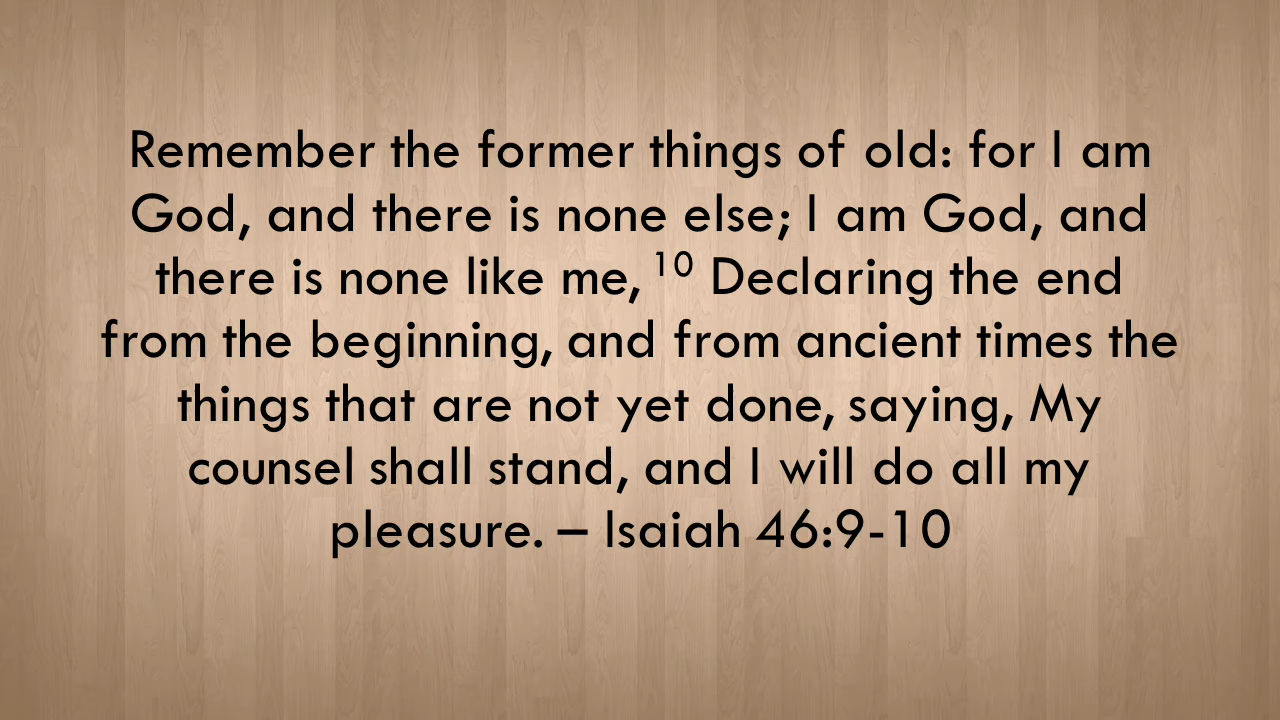 Remember the former things of old: for I am
God, and there is none else; I am God, and
there is none like me, 10 Declaring the end
from the beginning, and from ancient times the
things that are not yet done, saying, My
counsel shall stand, and I will do all my
pleasure. – Isaiah 46:9-10